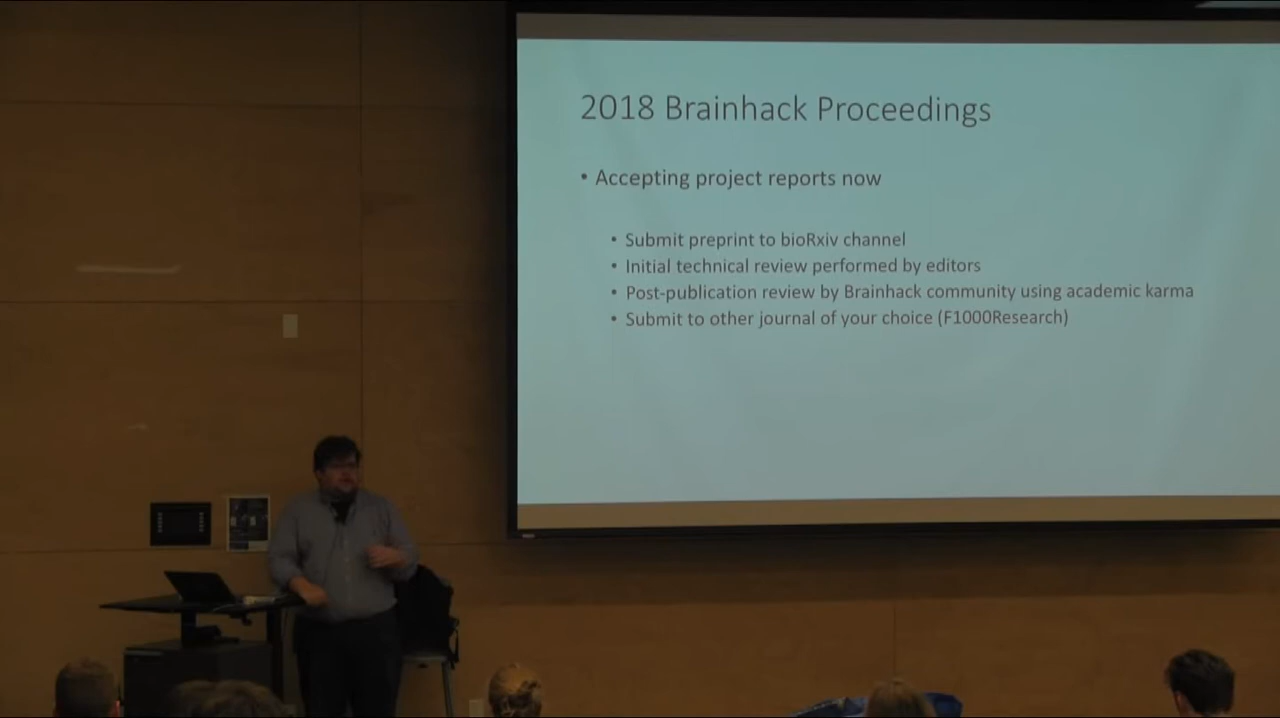 2018 Brainhack Proceedings
• Accepting project reports now
• Submit preprint to bioRxiv channel
• Initial technical review performed by editors
• Post-publication review by Brainhack community using academic karma
• Submit to other journal of your choice (F1000Research)